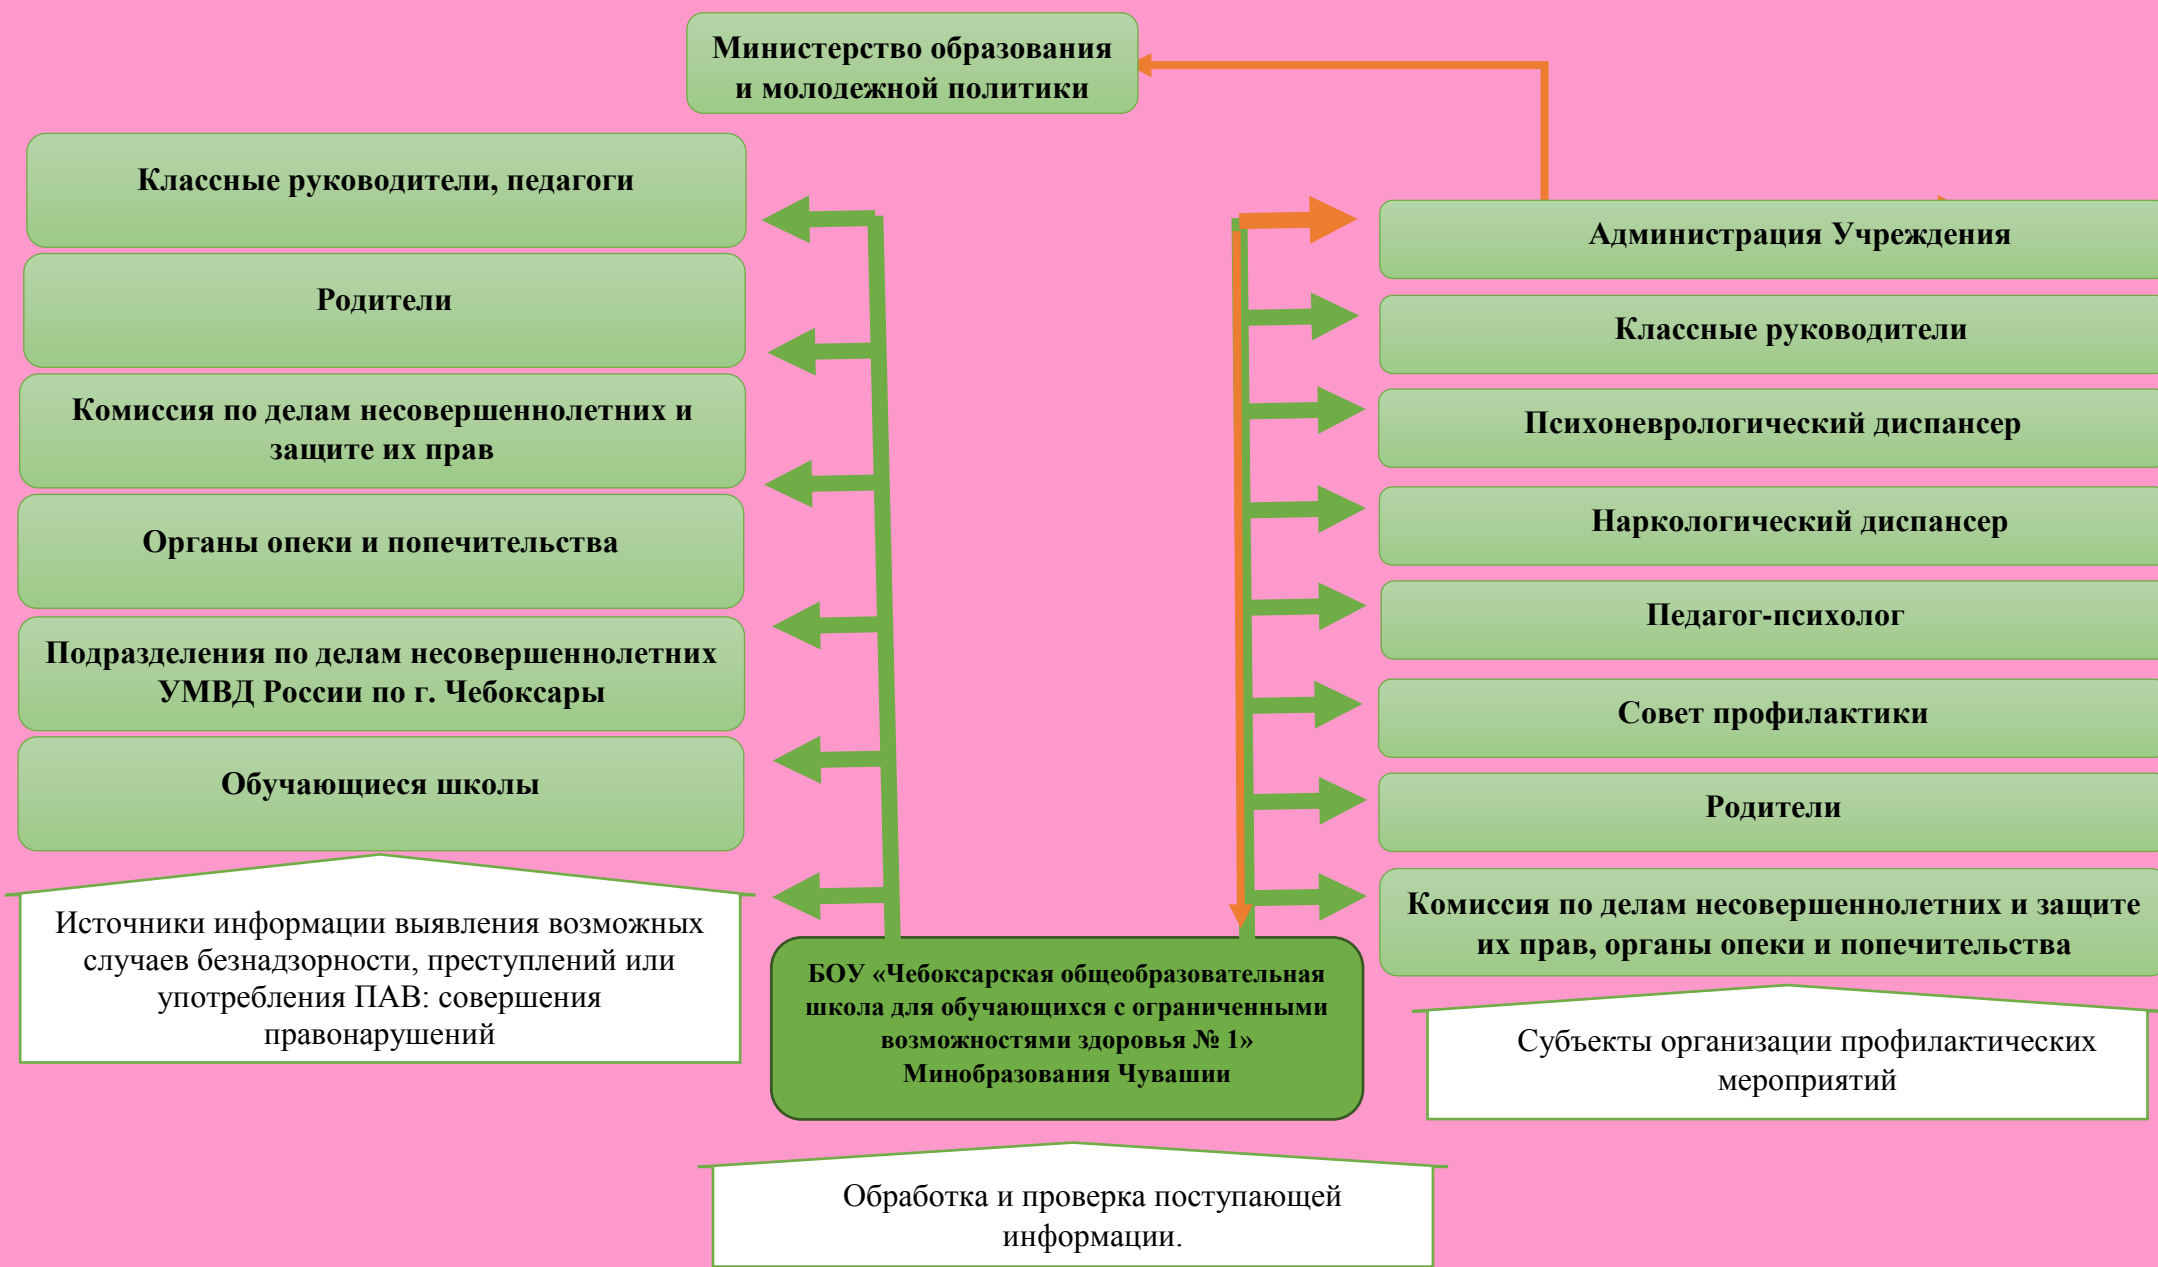 Министерство образования
и молодежной политики
Классные руководители, педагоги
Родители
Комиссия по делам несовершеннолетних и
защите их прав
Органы опеки и попечительства
Подразделения по делам несовершеннолетних
УМВД России по г. Чебоксары
Обучающиеся школы
Источники информации выявления возможных
случаев безнадзорности, преступлений или
употребления ПАВ: совершения
правонарушений
БОУ «Чебоксарская общеобразовательная
школа для обучающихся с ограниченными
возможностями здоровья № 1»
Минобразования Чувашии
Обработка и проверка поступающей
информации.
Администрация Учреждения
Классные руководители
Психоневрологический диспансер
Наркологический диспансер
Педагог-психолог
Совет профилактики
Родители
Комиссия по делам несовершеннолетних и защите
их прав, органы опеки и попечительства
Субъекты организации профилактических
мероприятий